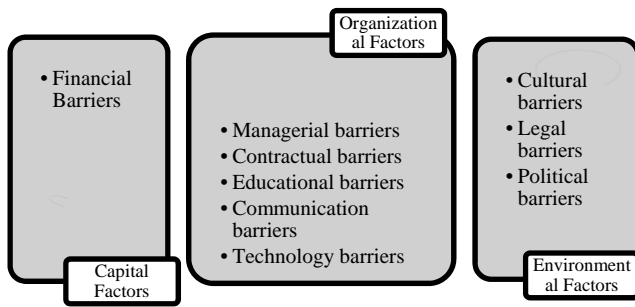 Organization
al Factors
• Financial
Barriers
• Managerial barriers
• Contractual barriers
• Educational barriers
• Communication
barriers
• Technology barriers
• Cultural
barriers
• Legal
barriers
• Political
barriers
Capital
Factors
Environment
al Factors